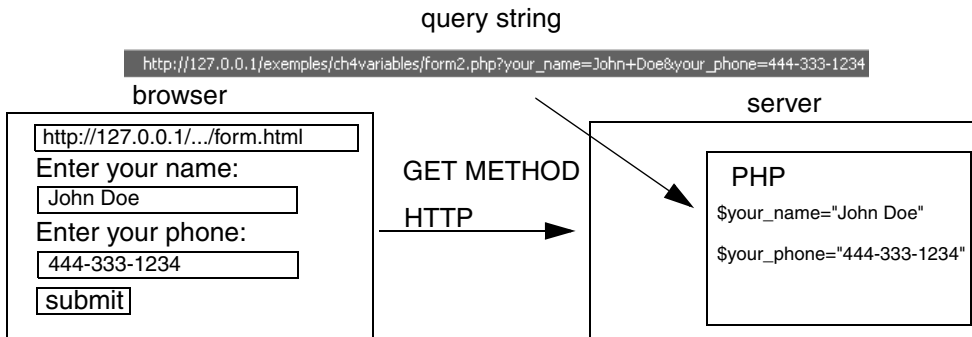 query string
http://127.0.0.1/exemples/ch4variables/form2.php?your_name=John+Doe&your_phone=444-333-1234
browser
http://127.0.0.1/.../form.html
Enter your name:
John Doe
Enter your phone:
444-333-1234
submit
GET METHOD
HTTP
server
PHP
$your_name="John Doe"
$your_phone="444-333-1234"